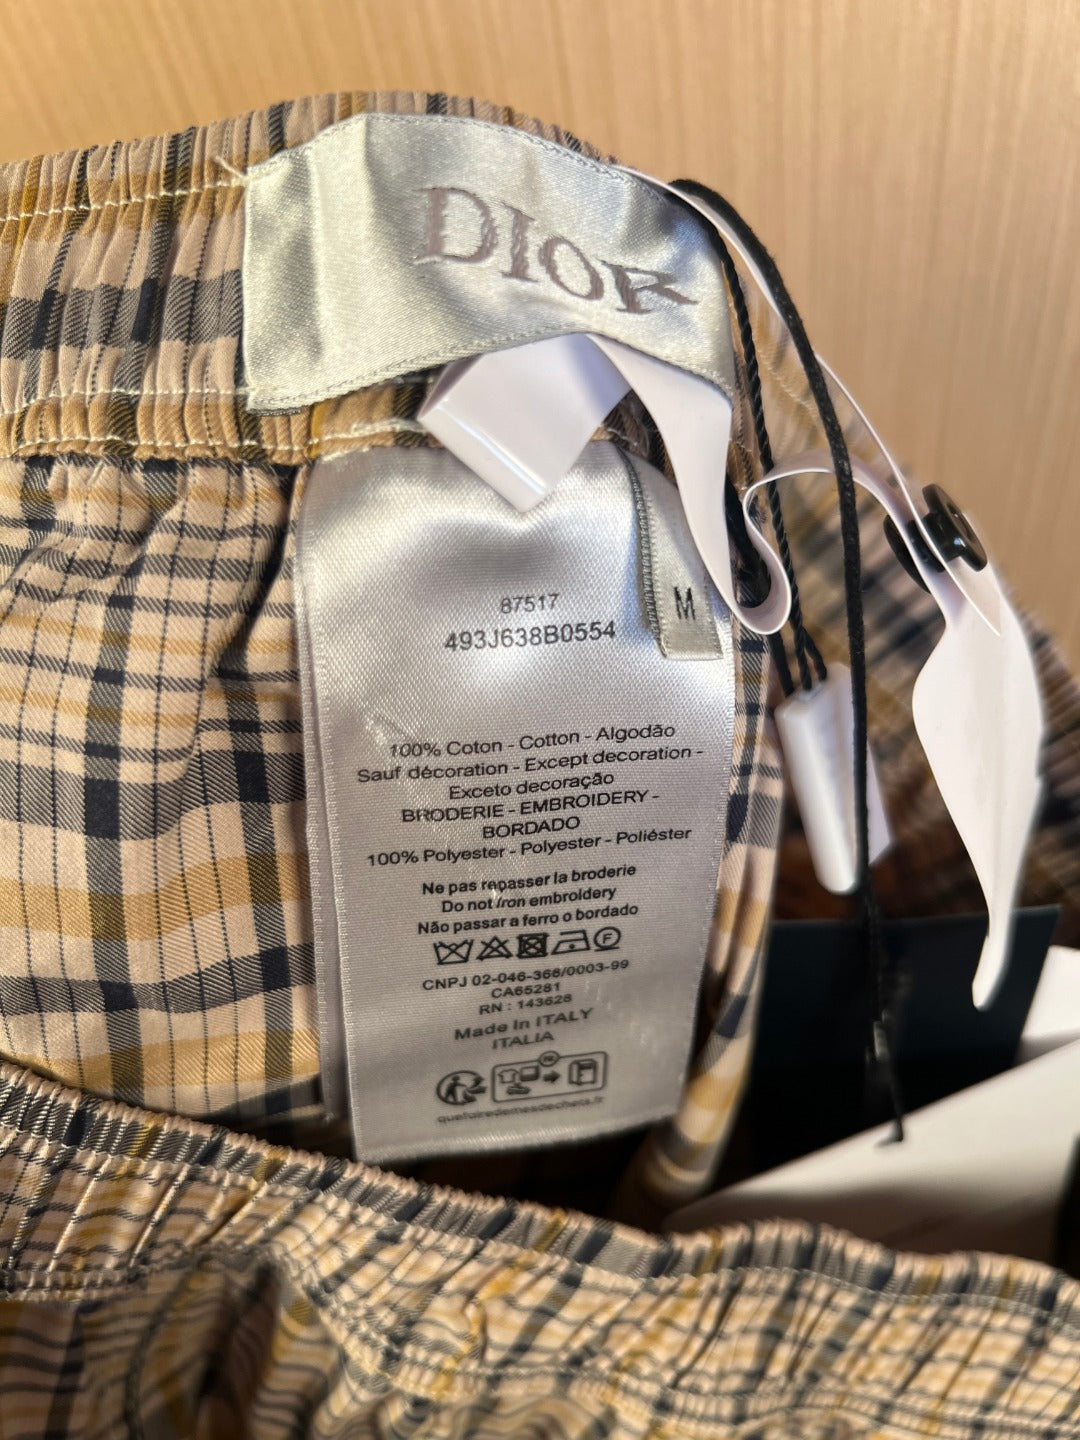 DIOR
M
87517
493J638B0554
100% Coton - Cotton - Algodão
Sauf décoration - Except decoration -
Exceto decoração
BRODERIE - EMBROIDERY -
BORDADO
100% Polyester - Polyester - Poliéster
Ne pas repasser la broderie
Do not iron embroidery
Não passar a ferro o bordado
F
CNPJ 02-046-368/0003-99
CA65281
RN : 143628
Made in ITALY
ITALIA
FR
quefairedemesdechets.fr